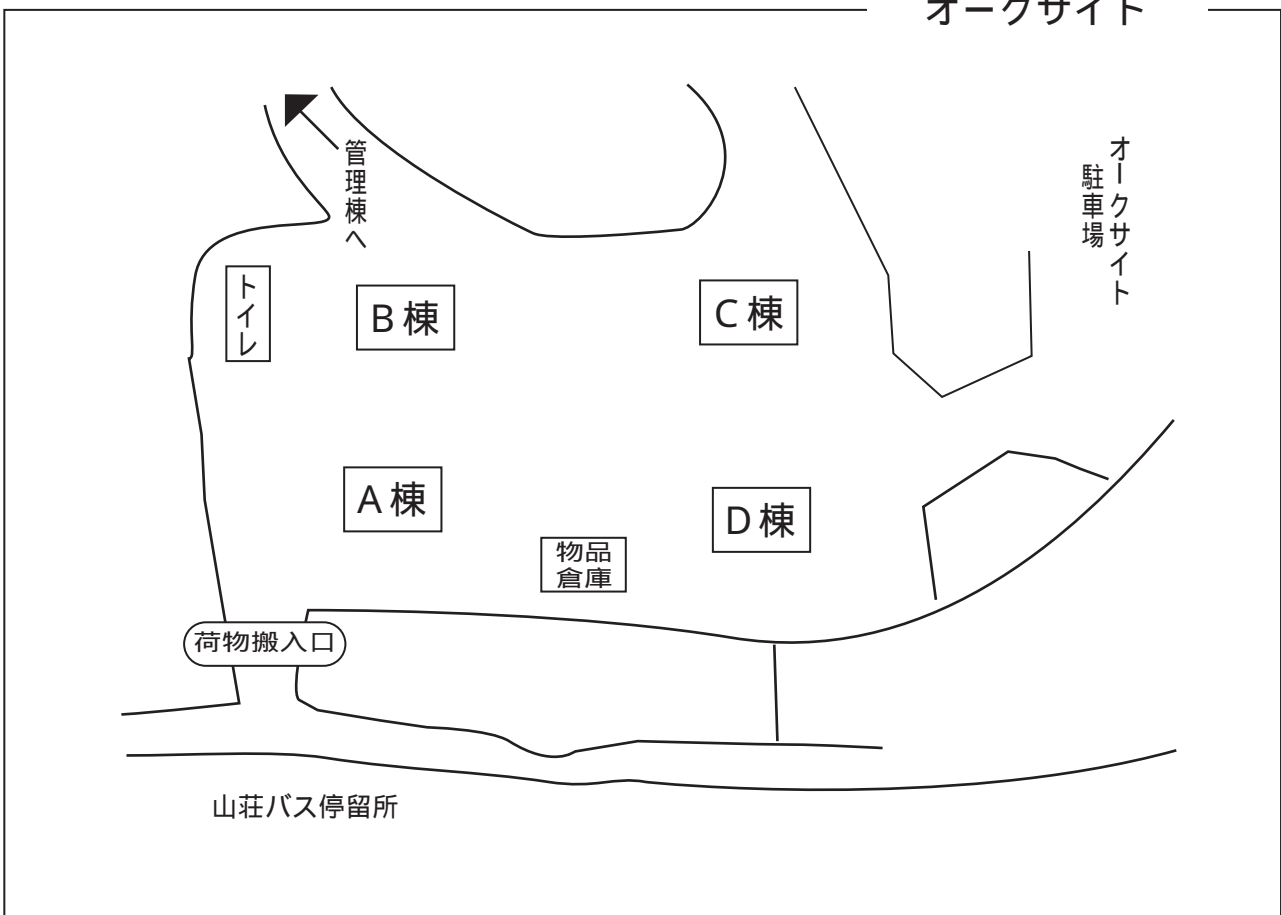 オークサイト
管理棟へ
オークサイト
駐車場
トイレ
B棟
C棟
A棟
D棟
物品
倉庫
荷物搬入口
山荘バス停留所